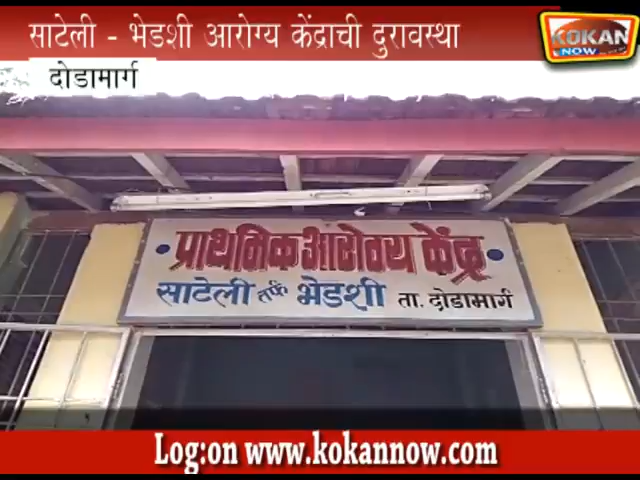 साटेली - भेडशी आरोग्य केंद्राची दुरावस्था
KOKAN
NOW
दोडामार्ग
प्राथमिक आरोग्य केंद्र
साटेली तर्फ भेडशी ता. दोडामार्ग
Log:on www.kokannow.com